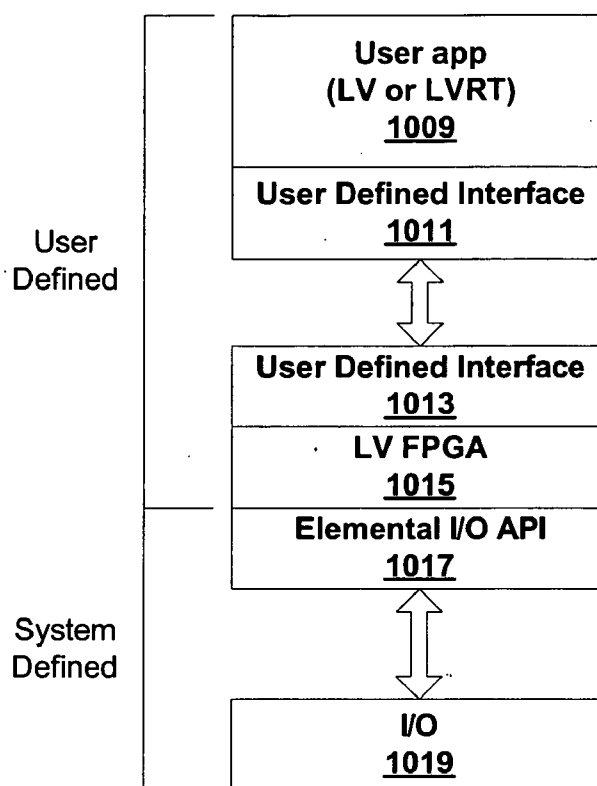 User app
(LV or LVRT)
1009
User Defined Interface
1011
User
Defined
User Defined Interface
1013
LV FPGA
1015
Elemental I/O API
1017
System
Defined
I/O
1019